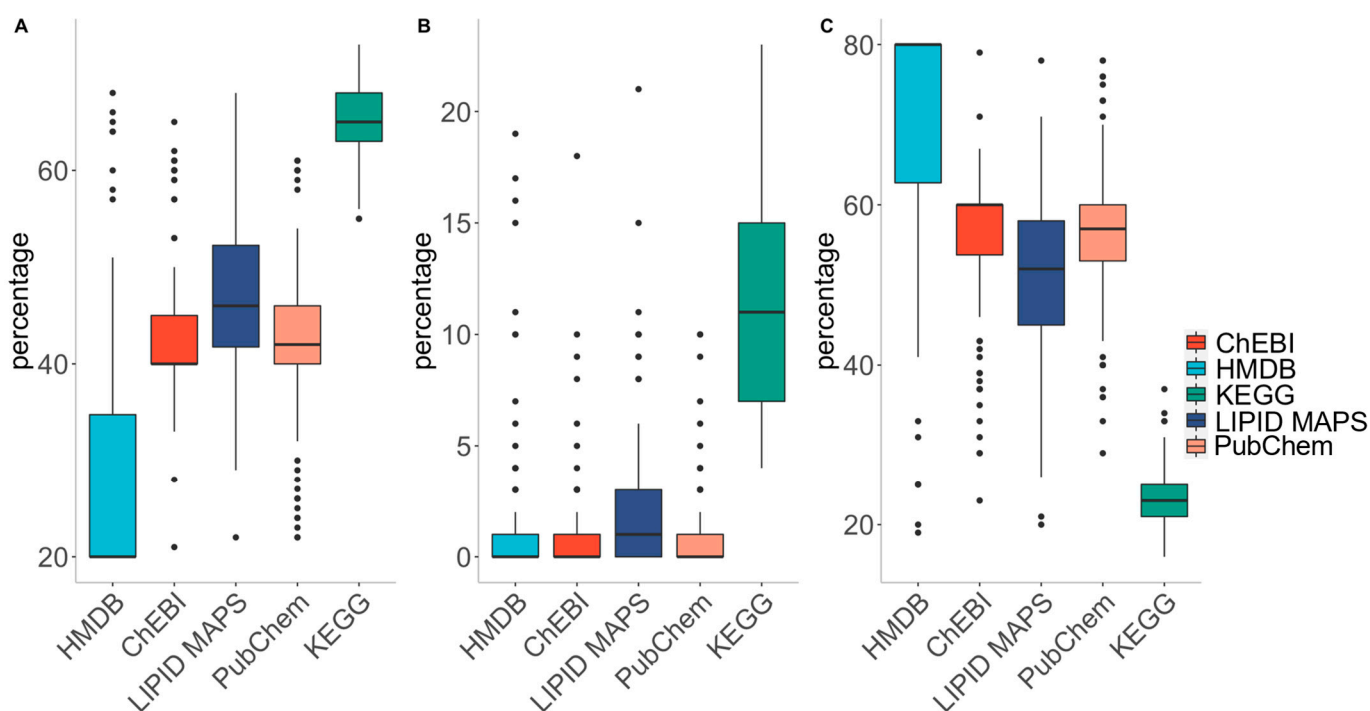 A
B
C
percentage
60
40
20
HMDB
ChEBI
LIPID MAPS
PubChem
KEGG
percentage
20
15
10
5
0
HMDB
ChEBI
LIPID MAPS
PubChem
KEGG
percentage
80
60
40
20
HMDB
ChEBI
LIPID MAPS
PubChem
KEGG
ChEBI
HMDB
KEGG
LIPID MAPS
PubChem